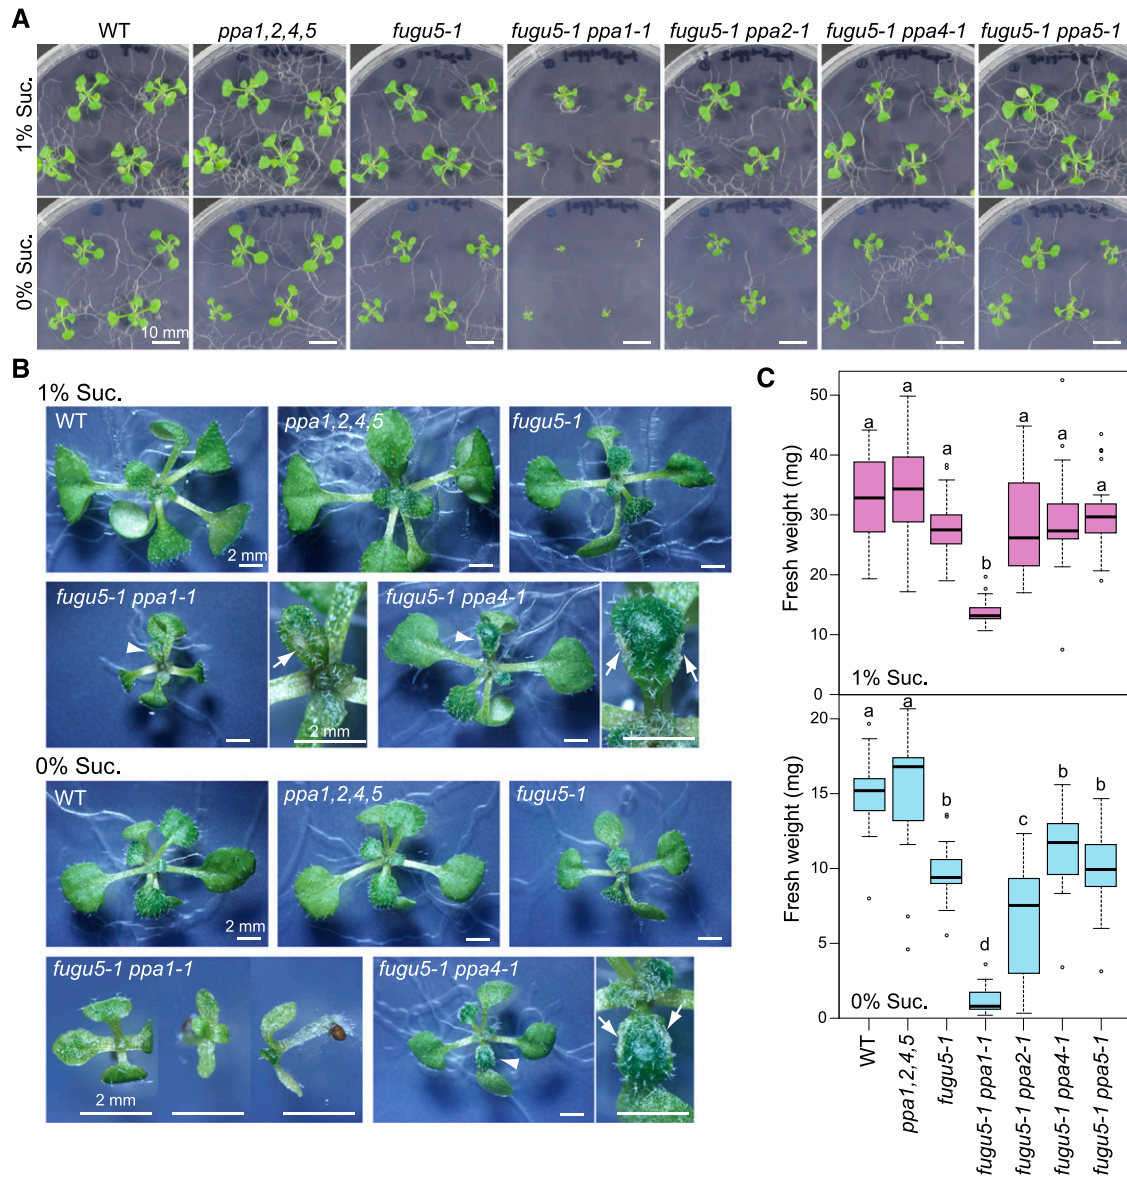 A
WT ppa1,2,4,5 fugu5-1 fugu5-1 ppa1-1 fugu5-1 ppa2-1 fugu5-1 ppa4-1 fugu5-1 ppa5-1
1% Suc.
0% Suc.
10 mm
B
1% Suc.
WT ppa1,2,4,5 fugu5-1
2 mm
fugu5-1 ppa1-1 fugu5-1 ppa4-1
2 mm
0% Suc.
WT ppa1,2,4,5 fugu5-1
2 mm
fugu5-1 ppa1-1 fugu5-1 ppa4-1
2 mm
C
Fresh weight (mg)
50
40
30
20
10
0
a a a b a a a
1% Suc.
Fresh weight (mg)
20
15
10
5
0
a a b d c b b
0% Suc.
WT
ppa1,2,4,5
fugu5-1
fugu5-1 ppa1-1
fugu5-1 ppa2-1
fugu5-1 ppa4-1
fugu5-1 ppa5-1